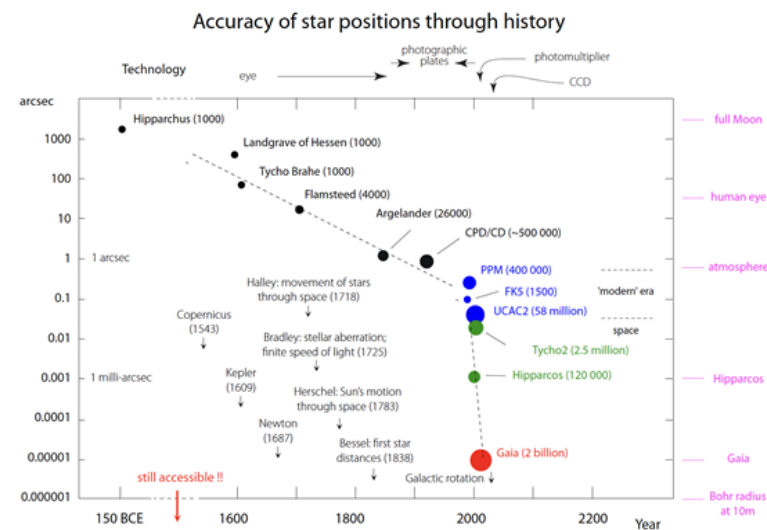 Accuracy of star positions through history
Technology
eye
photographic
plates
photomultiplier
CCD
arcsec
1000
100
10
1
0.1
0.01
0.001
0.0001
0.00001
0.000001
1 arcsec
1 milli-arcsec
Hipparchus (1000)
Landgrave of Hessen (1000)
Tycho Brahe (1000)
Flamsteed (4000)
Argelander (26000)
CPD/CD (~500 000)
PPM (400 000)
FK5 (1500)
UCAC2 (58 million)
Tycho2 (2.5 million)
Hipparcos (120 000)
Gaia (2 billion)
Halley: movement of stars
through space (1718)
Copernicus
(1543)
Bradley: stellar aberration;
finite speed of light (1725)
Kepler
(1609)
Herschel: Sun's motion
through space (1783)
Newton
(1687)
Bessel: first star
distances (1838)
Galactic rotation
still accessible !!
full Moon
human eye
atmosphere
'modern' era
space
Hipparcos
Gaia
Bohr radius
at 10m
150 BCE
1600
1800
2000
2200
Year